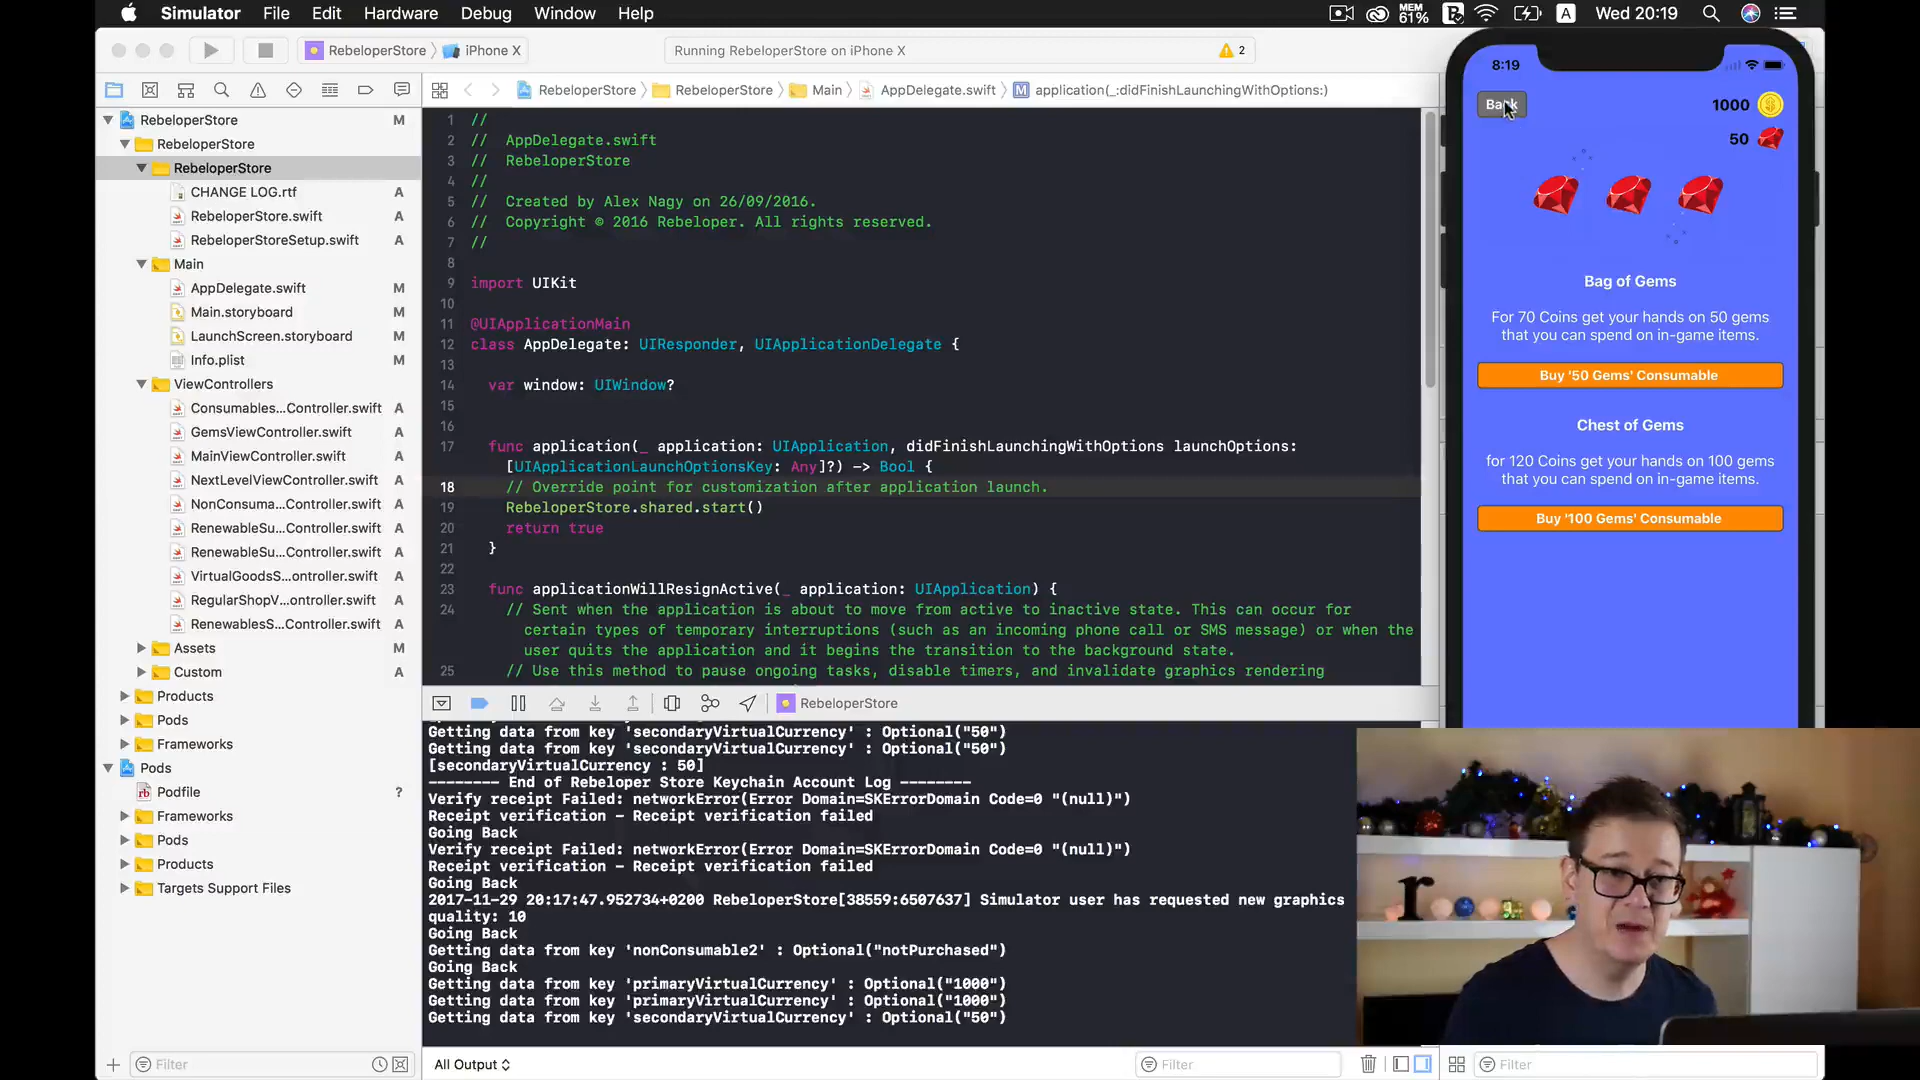 Simulator File Edit Hardware Debug Window Help
MEM 61% A Wed 20:19
RebeloperStore iPhone X
Running RebeloperStore on iPhone X
2
RebeloperStore RebeloperStore Main AppDelegate.swift M application(_:didFinishLaunchingWithOptions:)
RebeloperStore M
RebeloperStore
RebeloperStore
CHANGE LOG.rtf A
RebeloperStore.swift A
RebeloperStoreSetup.swift A
Main
AppDelegate.swift M
Main.storyboard M
LaunchScreen.storyboard M
Info.plist M
ViewControllers
Consumables...Controller.swift A
GemsViewController.swift A
MainViewController.swift A
NextLevelViewController.swift A
NonConsuma...Controller.swift A
RenewableSu...Controller.swift A
RenewableSu...Controller.swift A
VirtualGoodsS...ontroller.swift A
RegularShopV...ontroller.swift A
RenewablesS...Controller.swift A
Assets M
Custom A
Products
Pods
Frameworks
Pods
Podfile ?
Frameworks
Pods
Products
Targets Support Files
Filter
1 //
2 // AppDelegate.swift
3 // RebeloperStore
4 //
5 // Created by Alex Nagy on 26/09/2016.
6 // Copyright © 2016 Rebeloper. All rights reserved.
7 //
8
9 import UIKit
10
11 @UIApplicationMain
12 class AppDelegate: UIResponder, UIApplicationDelegate {
13
14 var window: UIWindow?
15
16
17 func application(_ application: UIApplication, didFinishLaunchingWithOptions launchOptions:
[UIApplicationLaunchOptionsKey: Any]?) -> Bool {
18 // Override point for customization after application launch.
19 RebeloperStore.shared.start()
20 return true
21 }
22
23 func applicationWillResignActive(_ application: UIApplication) {
24 // Sent when the application is about to move from active to inactive state. This can occur for
certain types of temporary interruptions (such as an incoming phone call or SMS message) or when the
user quits the application and it begins the transition to the background state.
25 // Use this method to pause ongoing tasks, disable timers, and invalidate graphics rendering
RebeloperStore
Getting data from key 'secondaryVirtualCurrency' : Optional("50")
Getting data from key 'secondaryVirtualCurrency' : Optional("50")
[secondaryVirtualCurrency : 50]
-------- End of Rebeloper Store Keychain Account Log --------
Verify receipt Failed: networkError(Error Domain=SKErrorDomain Code=0 "(null)")
Receipt verification - Receipt verification failed
Going Back
Verify receipt Failed: networkError(Error Domain=SKErrorDomain Code=0 "(null)")
Receipt verification - Receipt verification failed
Going Back
2017-11-29 20:17:47.952734+0200 RebeloperStore[38559:6507637] Simulator user has requested new graphics
quality: 10
Going Back
Getting data from key 'nonConsumable2' : Optional("notPurchased")
Going Back
Getting data from key 'primaryVirtualCurrency' : Optional("1000")
Getting data from key 'primaryVirtualCurrency' : Optional("1000")
Getting data from key 'secondaryVirtualCurrency' : Optional("50")
All Output
Filter
Filter
8:19
Back
1000
50
Bag of Gems
For 70 Coins get your hands on 50 gems
that you can spend on in-game items.
Buy '50 Gems' Consumable
Chest of Gems
for 120 Coins get your hands on 100 gems
that you can spend on in-game items.
Buy '100 Gems' Consumable
r